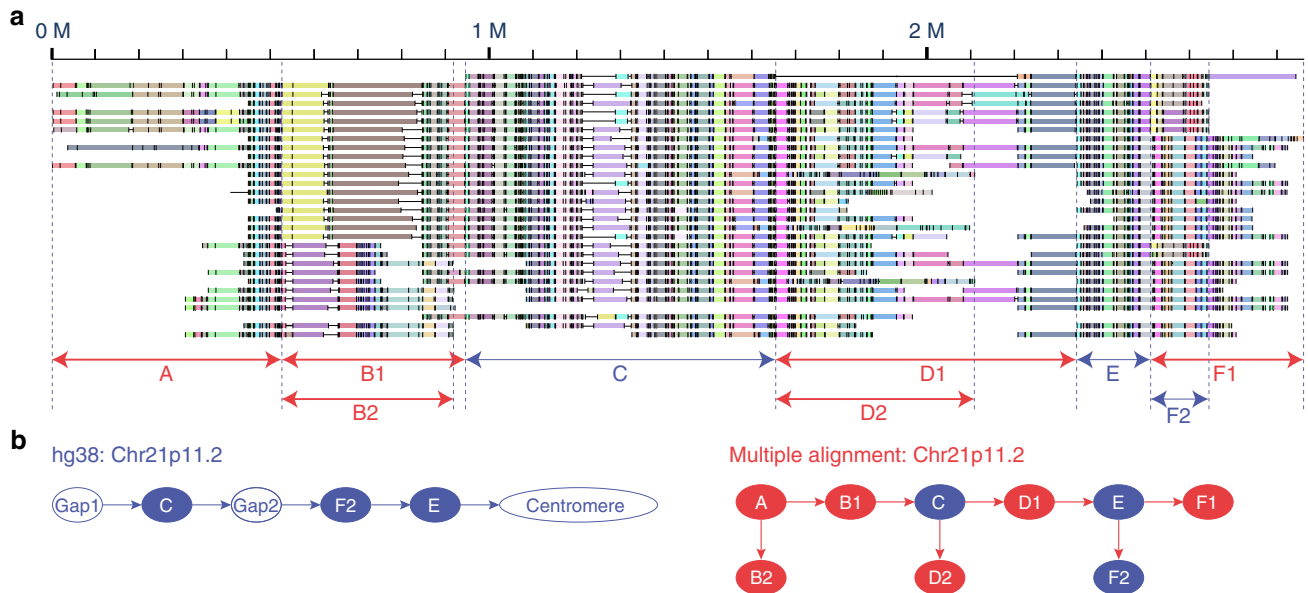 a
0 M 1 M 2 M
A B1 C D1 E F1
B2 D2 F2
b
hg38: Chr21p11.2
Gap1 C Gap2 F2 E Centromere
Multiple alignment: Chr21p11.2
A B1 C D1 E F1
B2 D2 F2